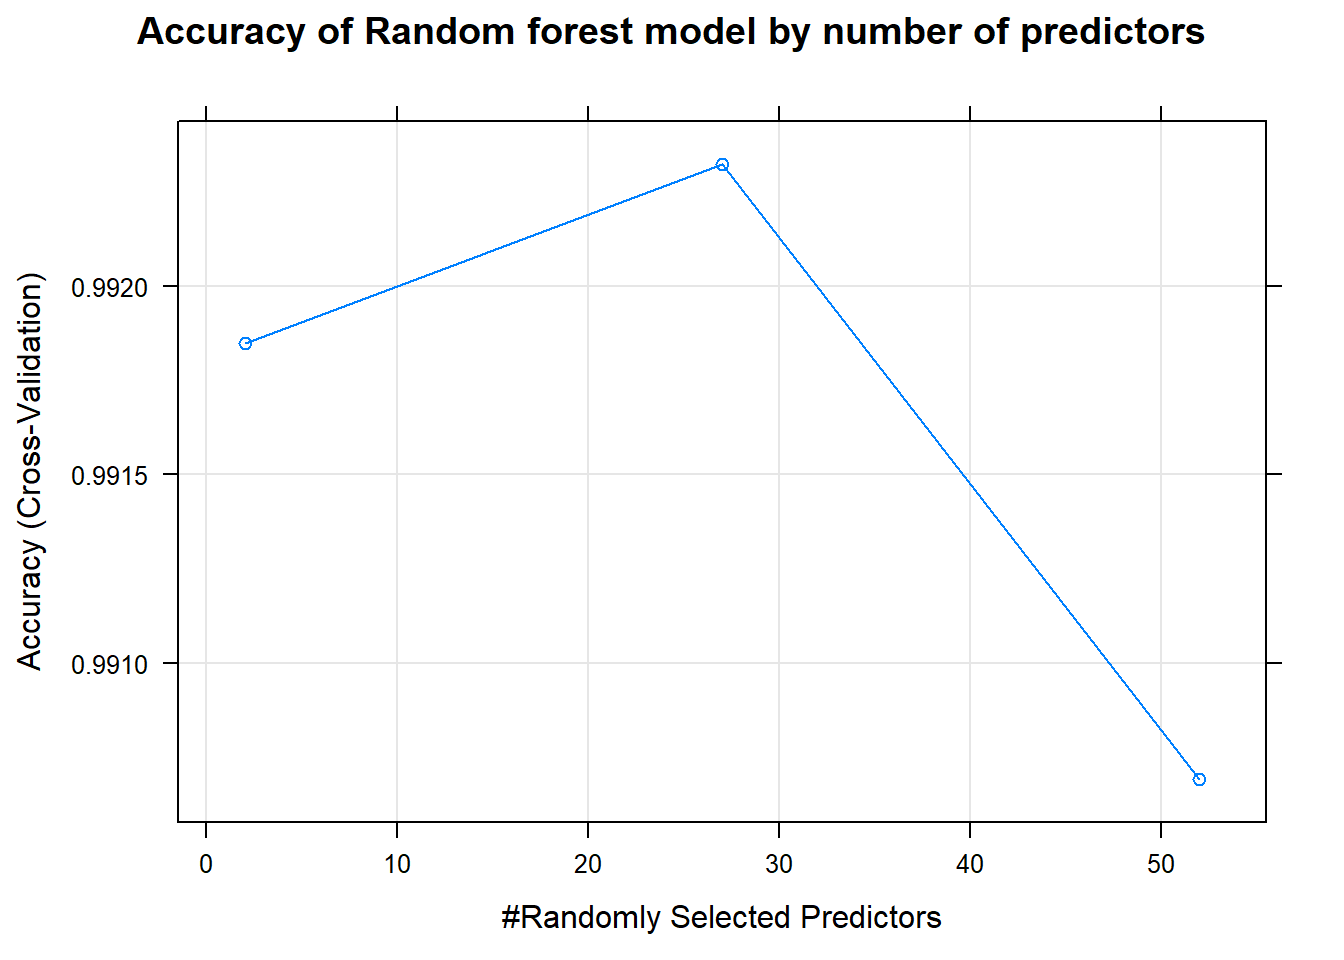 Accuracy of Random forest model by number of predictors
Accuracy (Cross-Validation)
0.9920
0.9915
0.9910
0 10 20 30 40 50
#Randomly Selected Predictors